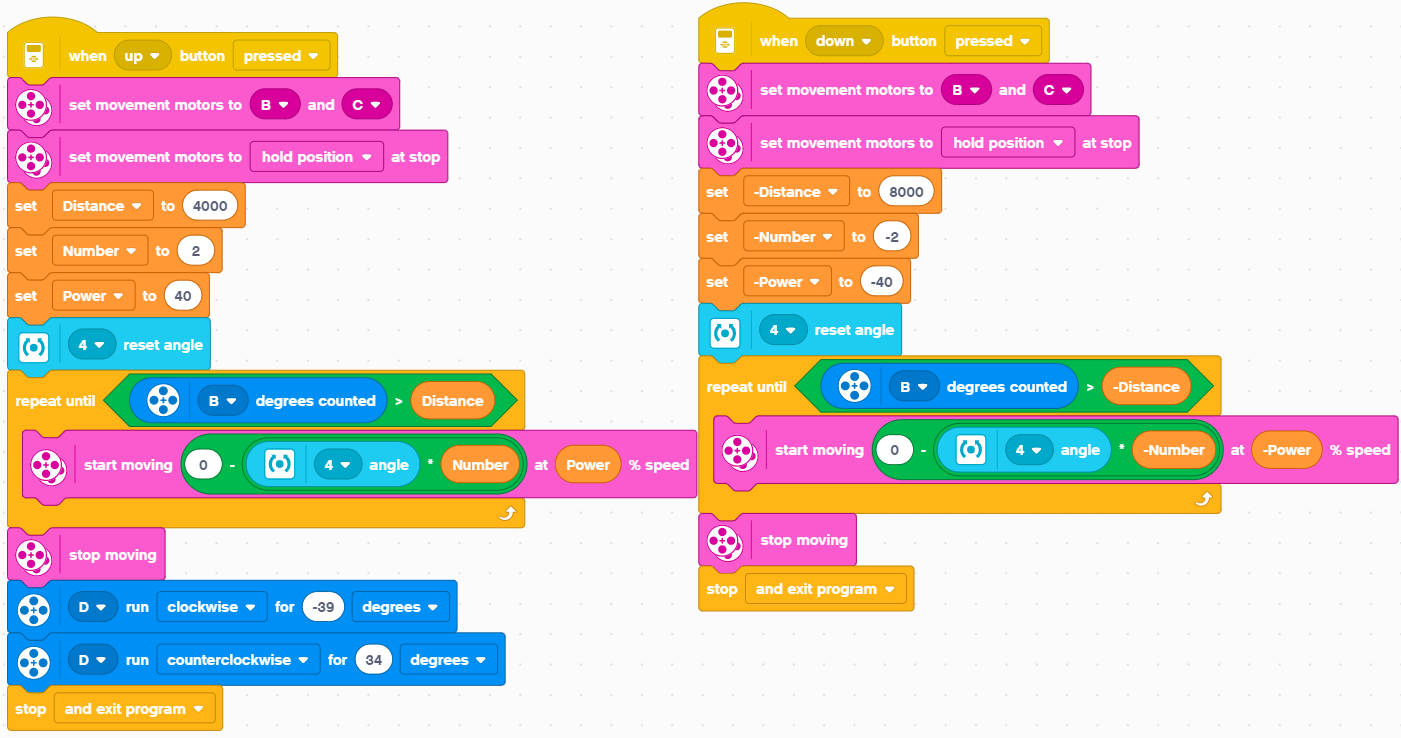 when up button pressed
set movement motors to B and C
set movement motors to hold position at stop
set Distance to 4000
set Number to 2
set Power to 40
4 reset angle
repeat until B degrees counted > Distance
start moving 0 - 4 angle * Number at Power % speed
stop moving
D run clockwise for -39 degrees
D run counterclockwise for 34 degrees
stop and exit program
when down button pressed
set movement motors to B and C
set movement motors to hold position at stop
set -Distance to 8000
set -Number to -2
set -Power to -40
4 reset angle
repeat until B degrees counted > -Distance
start moving 0 - 4 angle * -Number at -Power % speed
stop moving
stop and exit program